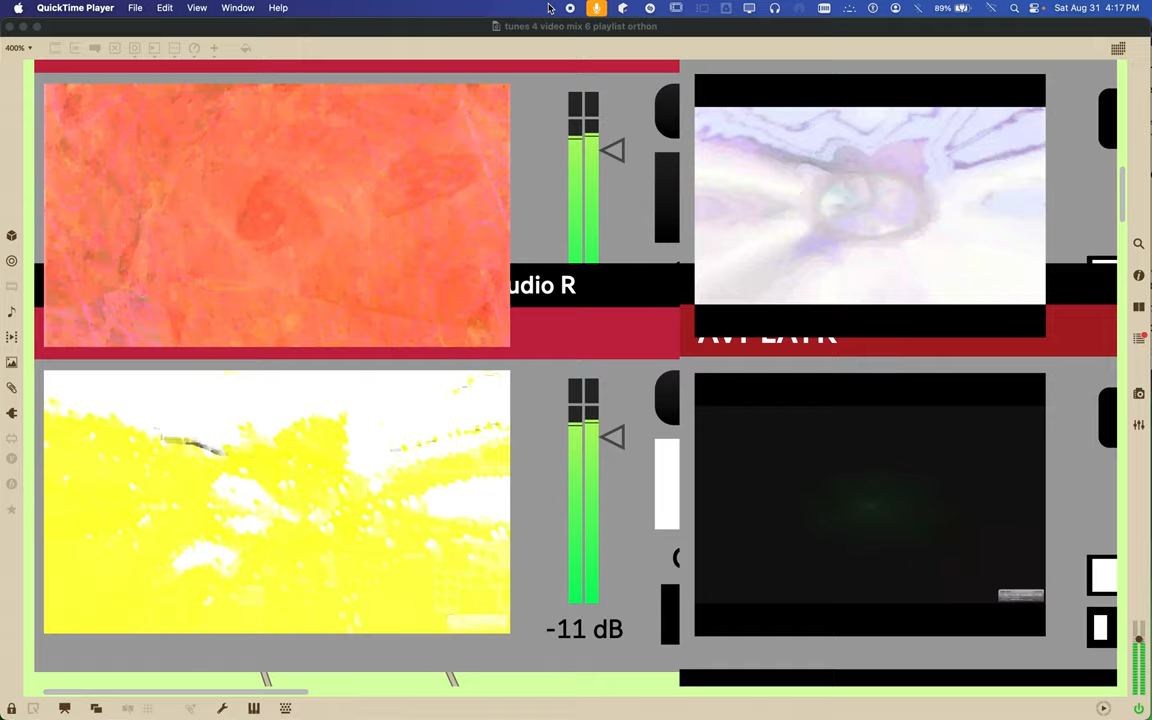 QuickTime Player File Edit View Window Help 89% Sat Aug 31 4:17 PM
tunes 4 video mix 6 playlist orthon
400%
udio R
-11 dB